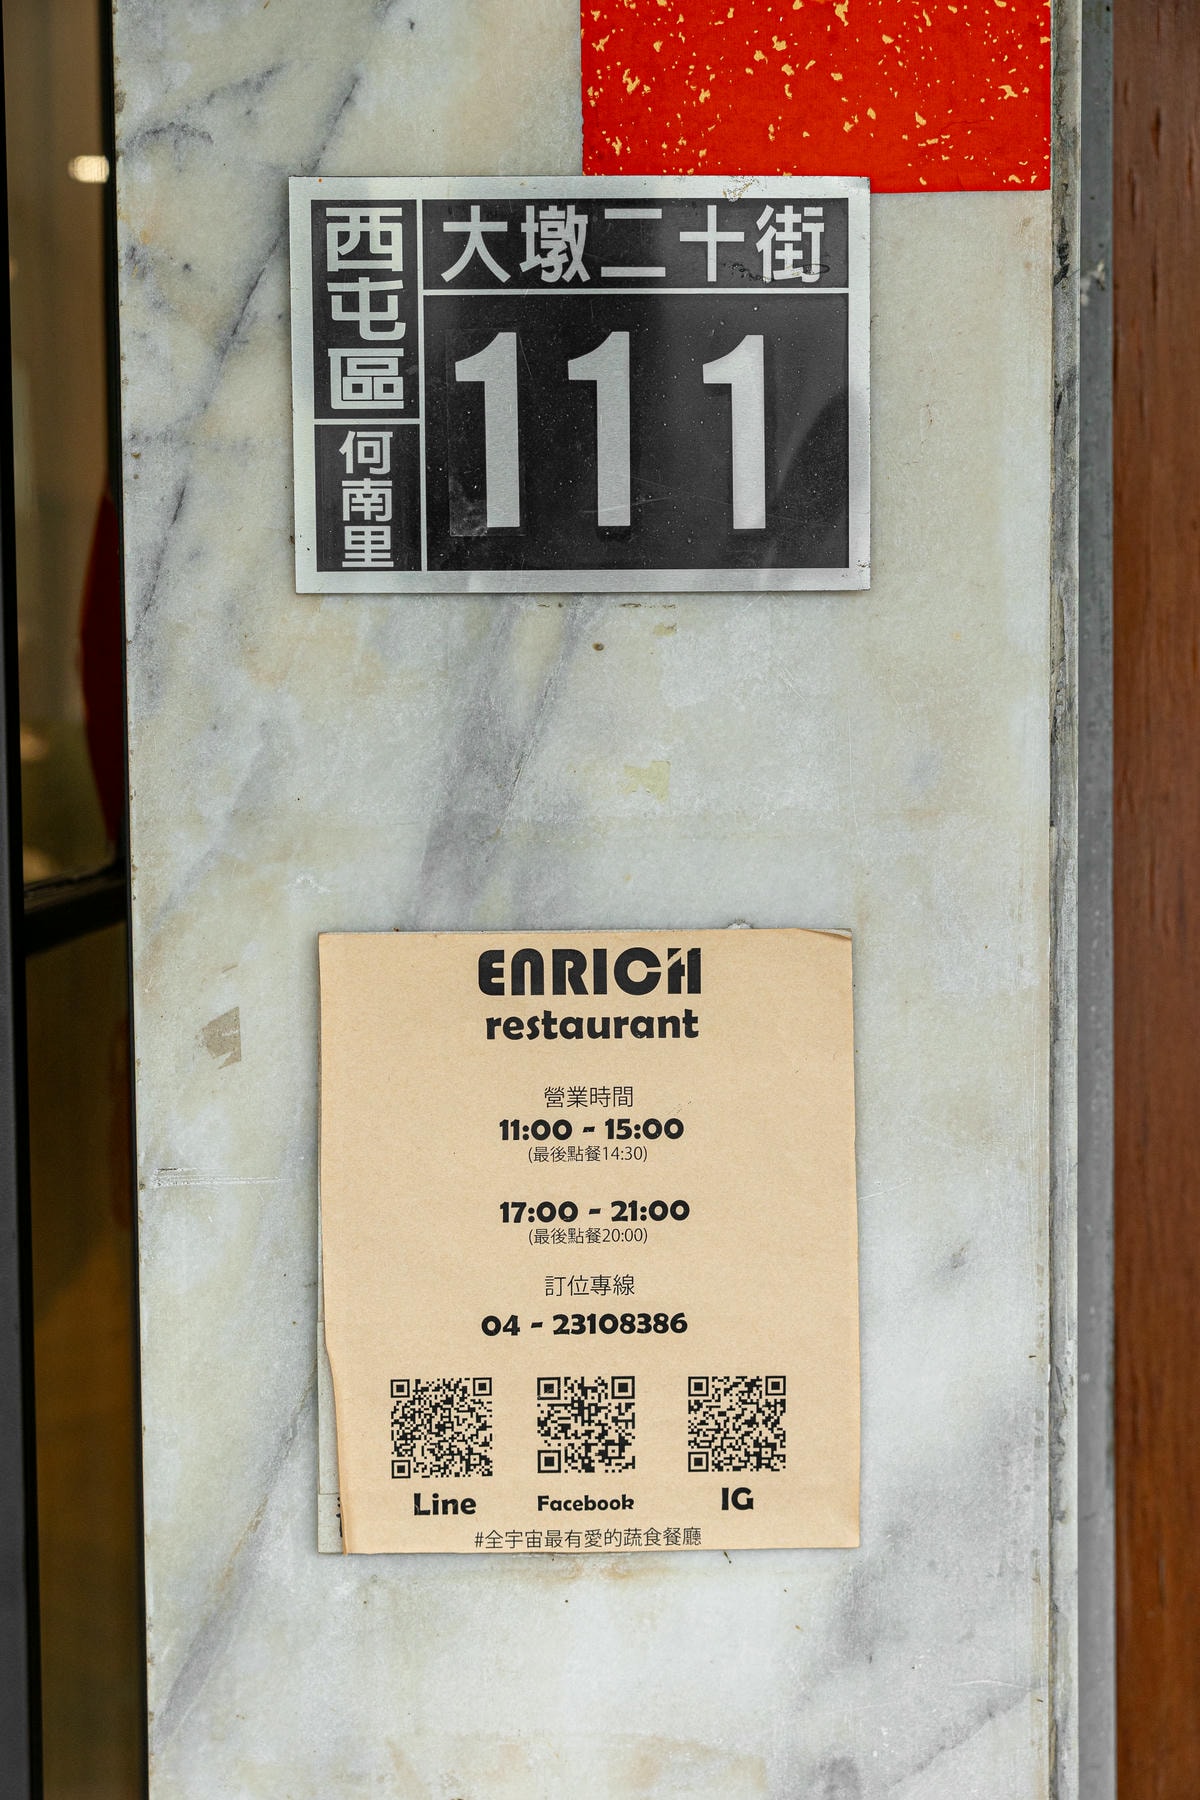 西屯區
何南里
大墩二十街
111
ENRICH
restaurant
營業時間
11:00 - 15:00
(最後點餐14:30)
17:00 - 21:00
(最後點餐20:00)
訂位專線
04 - 23108386
Line
Facebook
IG
#全宇宙最有愛的蔬食餐廳